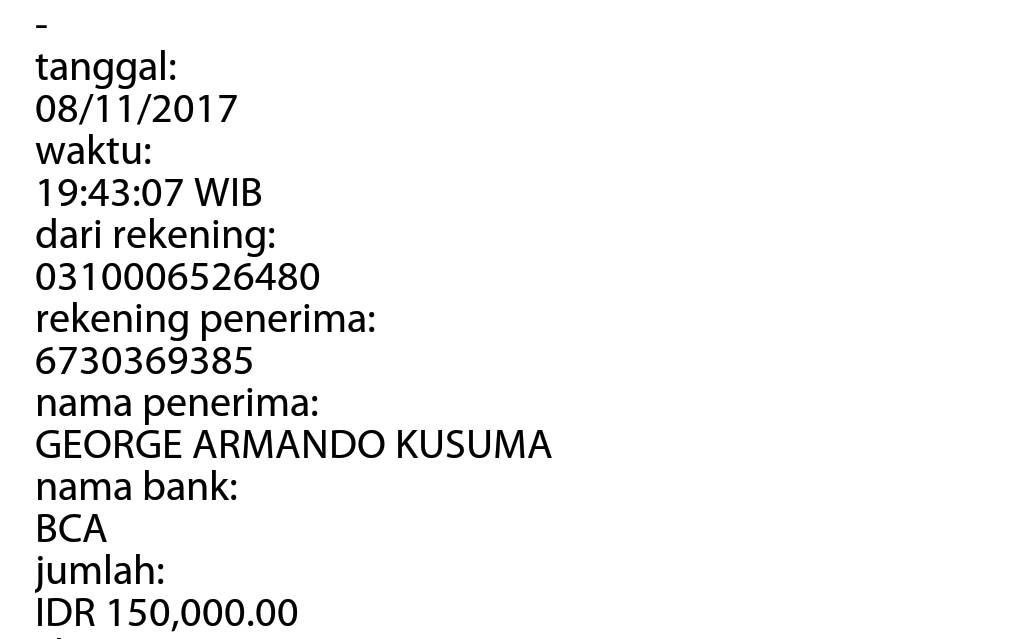 -
tanggal:
08/11/2017
waktu:
19:43:07 WIB
dari rekening:
0310006526480
rekening penerima:
6730369385
nama penerima:
GEORGE ARMANDO KUSUMA
nama bank:
BCA
jumlah:
IDR 150,000.00